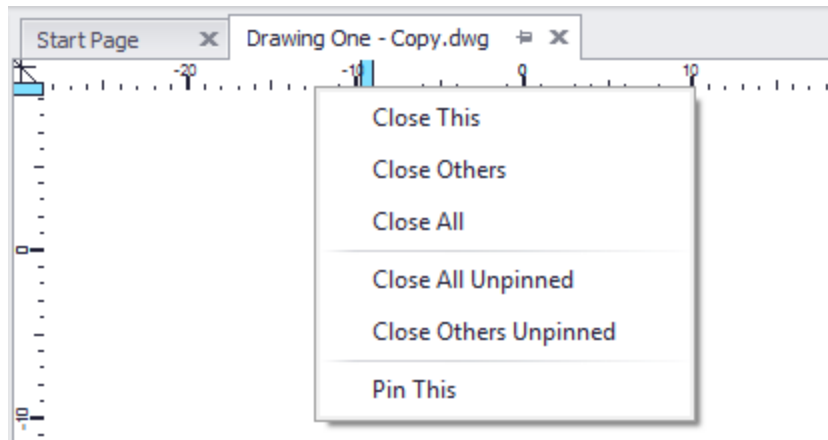 Start Page
Drawing One - Copy.dwg
-20 -10 0 10
Close This
Close Others
Close All
0
Close All Unpinned
Close Others Unpinned
Pin This
-10